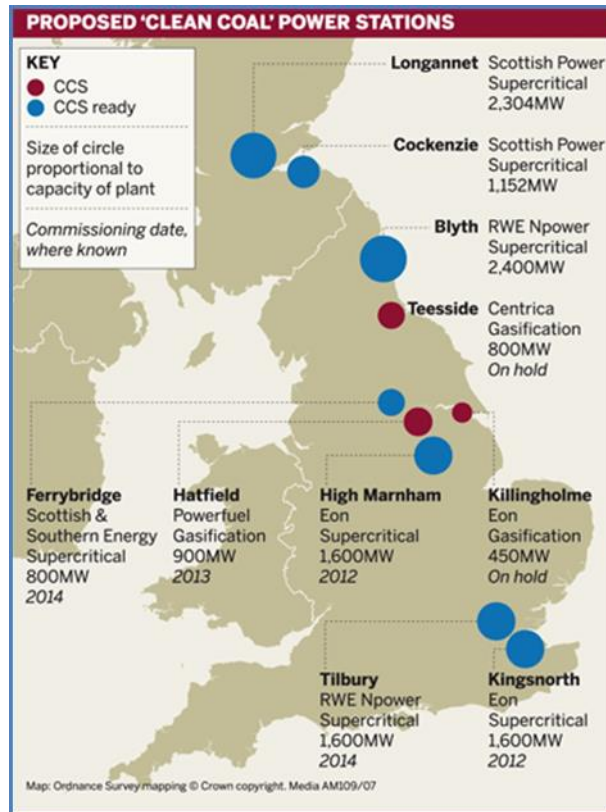 PROPOSED 'CLEAN COAL' POWER STATIONS
KEY
CCS
CCS ready
Size of circle
proportional to
capacity of plant
Commissioning date,
where known
Longannet Scottish Power
Supercritical
2,304MW
Cockenzie Scottish Power
Supercritical
1,152MW
Blyth RWE Npower
Supercritical
2,400MW
Teesside Centrica
Gasification
800MW
On hold
Ferrybridge
Scottish &
Southern Energy
Supercritical
800MW
2014
Hatfield
Powerfuel
Gasification
900MW
2013
High Marnham
Eon
Supercritical
1,600MW
2012
Killingholme
Eon
Gasification
450MW
On hold
Tilbury
RWE Npower
Supercritical
1,600MW
2014
Kingsnorth
Eon
Supercritical
1,600MW
2012
Map: Ordnance Survey mapping © Crown copyright. Media AM109/07